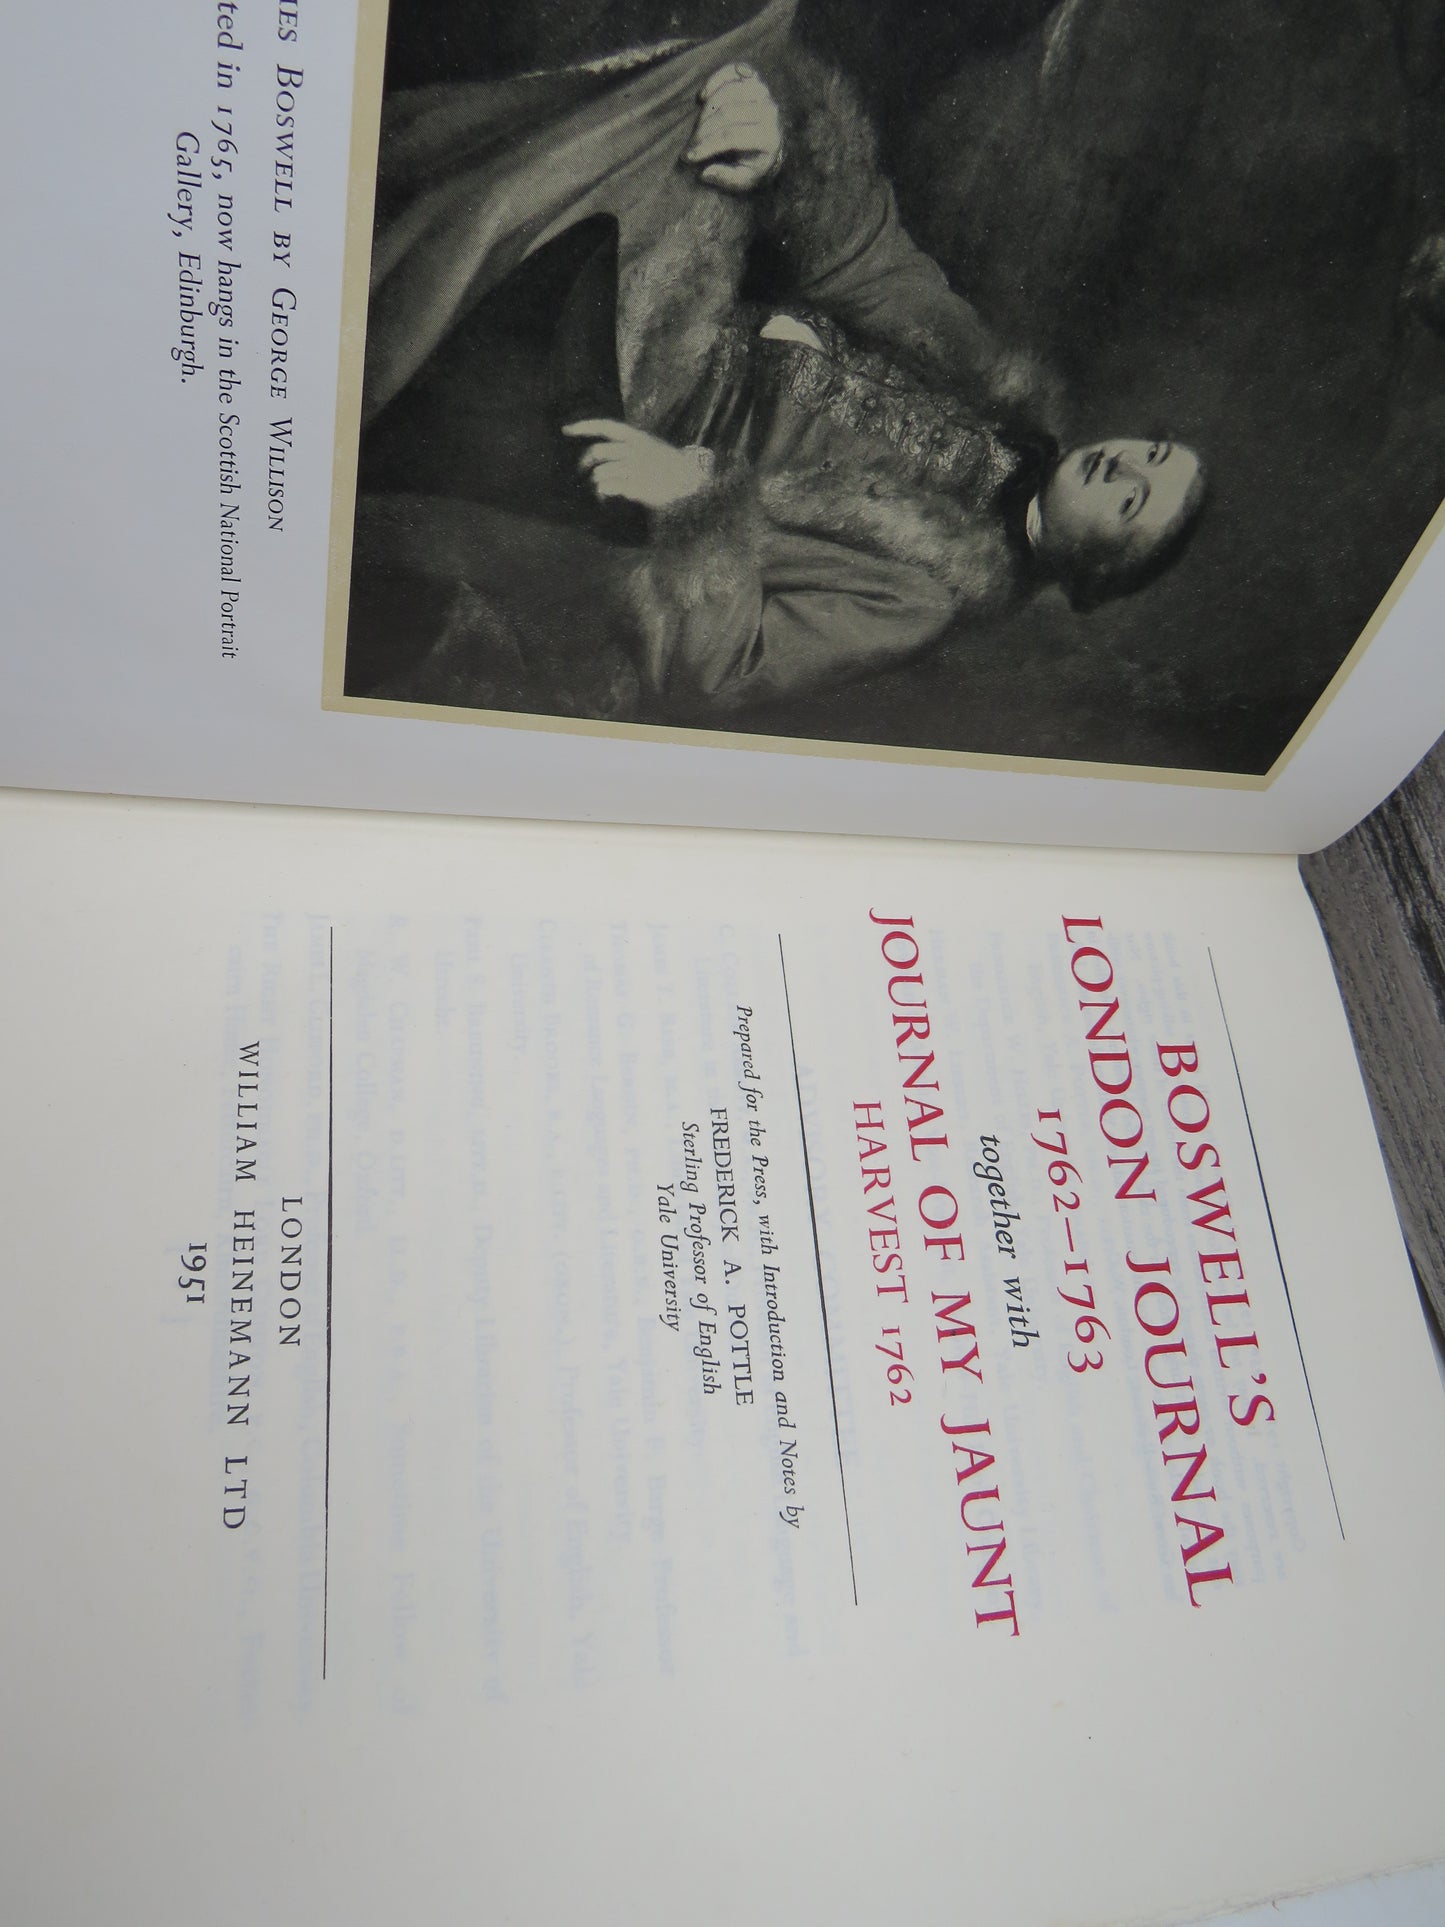 BOSWELL BY GEORGE WILLISON
in 1765, now hangs in the Scottish National Portrait
Gallery, Edinburgh.
BOSWELL'S
LONDON JOURNAL
1762–1763
together with
JOURNAL OF MY JAUNT
HARVEST 1762
Prepared for the Press, with Introduction and Notes by
FREDERICK A. POTTLE
Sterling Professor of English
Yale University
LONDON
WILLIAM HEINEMANN LTD
1951